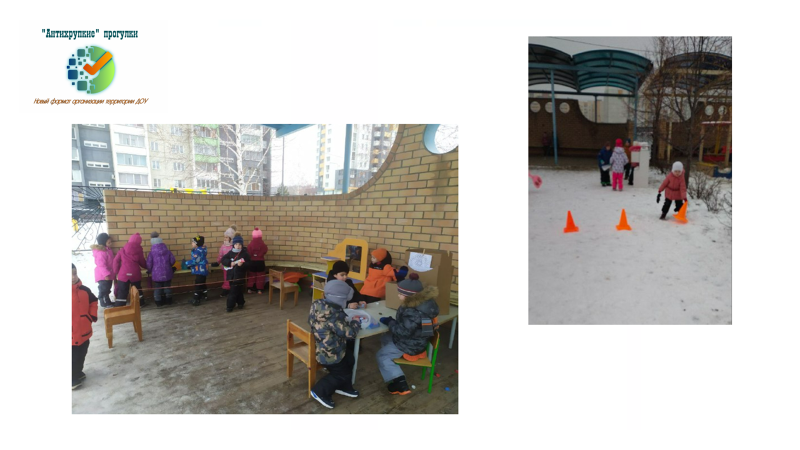 "Антихрупкие" прогулки
Новый формат организации территории ДОУ